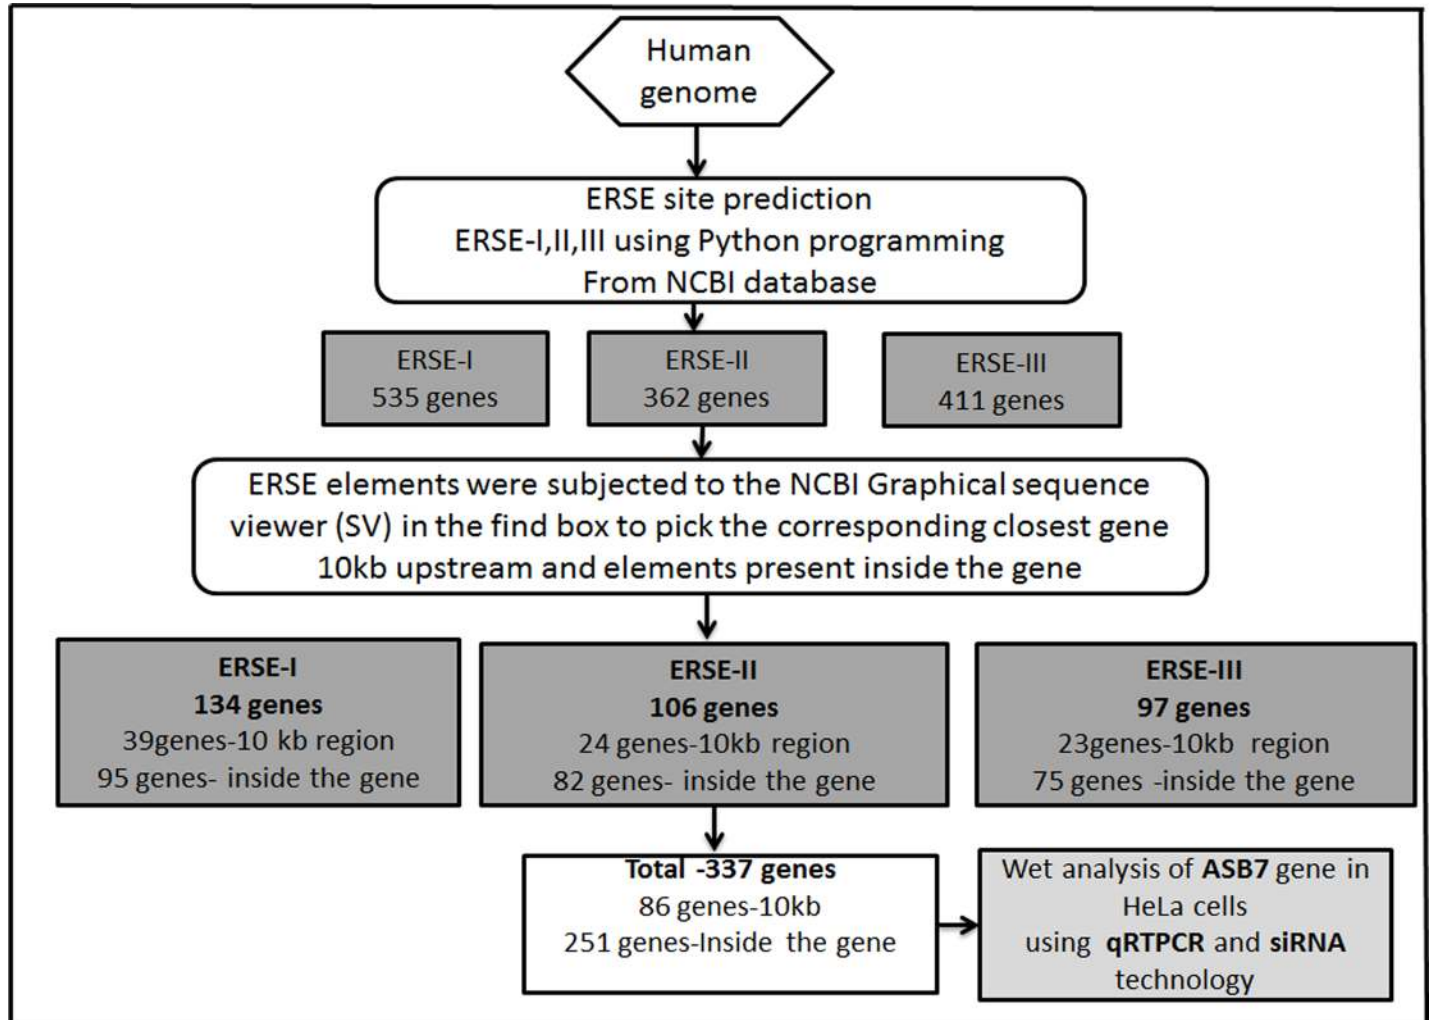 Human
genome
ERSE site prediction
ERSE-I,II,III using Python programming
From NCBI database
ERSE-I
535 genes
ERSE-II
362 genes
ERSE-III
411 genes
ERSE elements were subjected to the NCBI Graphical sequence
viewer (SV) in the find box to pick the corresponding closest gene
10kb upstream and elements present inside the gene
ERSE-I
134 genes
39genes-10 kb region
95 genes- inside the gene
ERSE-II
106 genes
24 genes-10kb region
82 genes- inside the gene
ERSE-III
97 genes
23genes-10kb region
75 genes -inside the gene
Total -337 genes
86 genes-10kb
251 genes-Inside the gene
Wet analysis of ASB7 gene in
HeLa cells
using qRTPCR and siRNA
technology